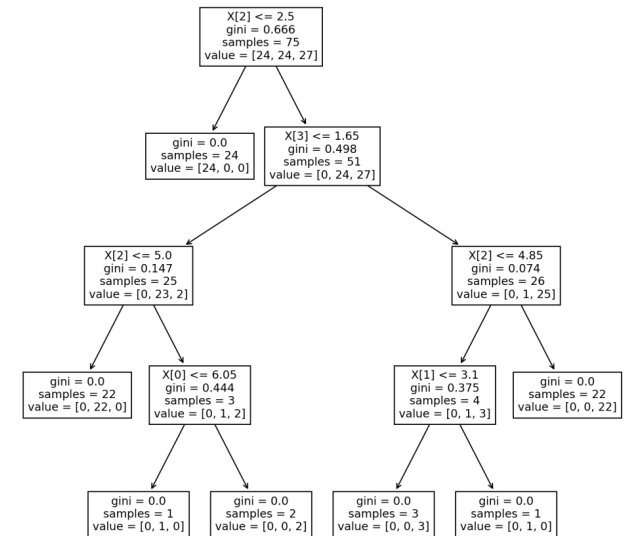 X[2] <= 2.5
gini = 0.666
samples = 75
value = [24, 24, 27]
gini = 0.0
samples = 24
value = [24, 0, 0]
X[3] <= 1.65
gini = 0.498
samples = 51
value = [0, 24, 27]
X[2] <= 5.0
gini = 0.147
samples = 25
value = [0, 23, 2]
X[2] <= 4.85
gini = 0.074
samples = 26
value = [0, 1, 25]
gini = 0.0
samples = 22
value = [0, 22, 0]
X[0] <= 6.05
gini = 0.444
samples = 3
value = [0, 1, 2]
X[1] <= 3.1
gini = 0.375
samples = 4
value = [0, 1, 3]
gini = 0.0
samples = 22
value = [0, 0, 22]
gini = 0.0
samples = 1
value = [0, 1, 0]
gini = 0.0
samples = 2
value = [0, 0, 2]
gini = 0.0
samples = 3
value = [0, 0, 3]
gini = 0.0
samples = 1
value = [0, 1, 0]